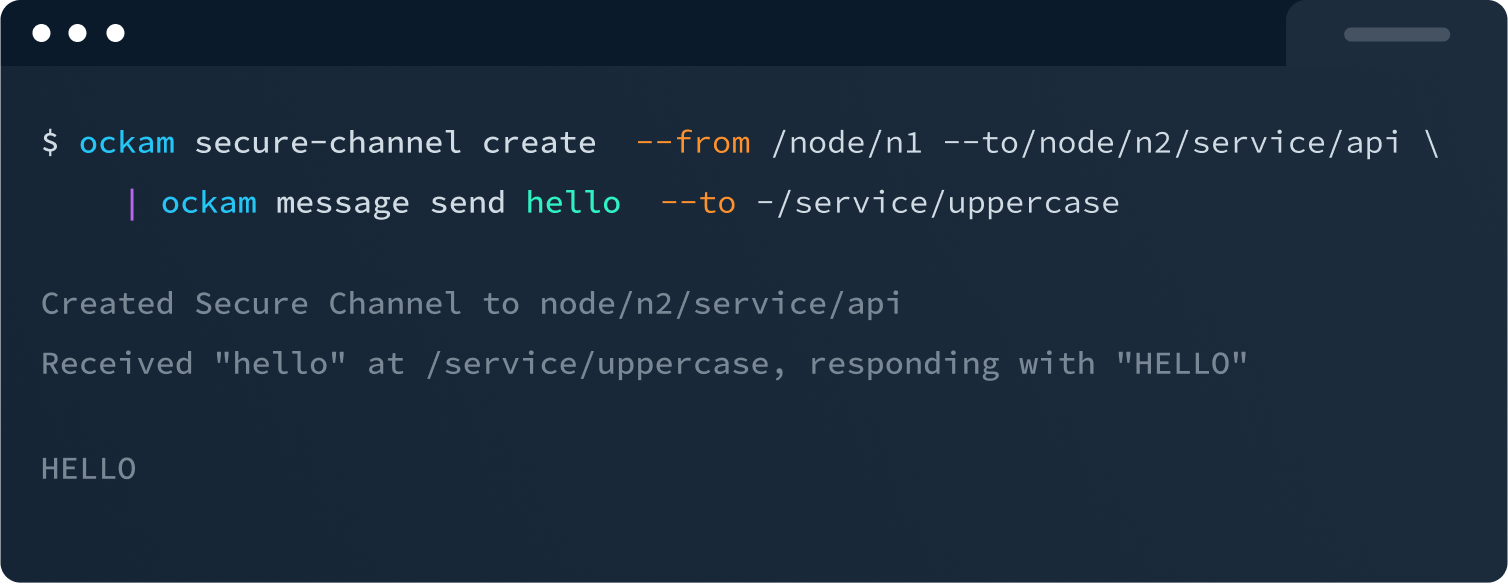 $ ockam secure-channel create --from /node/n1 --to/node/n2/service/api \
| ockam message send hello --to -/service/uppercase
Created Secure Channel to node/n2/service/api
Received "hello" at /service/uppercase, responding with "HELLO"
HELLO